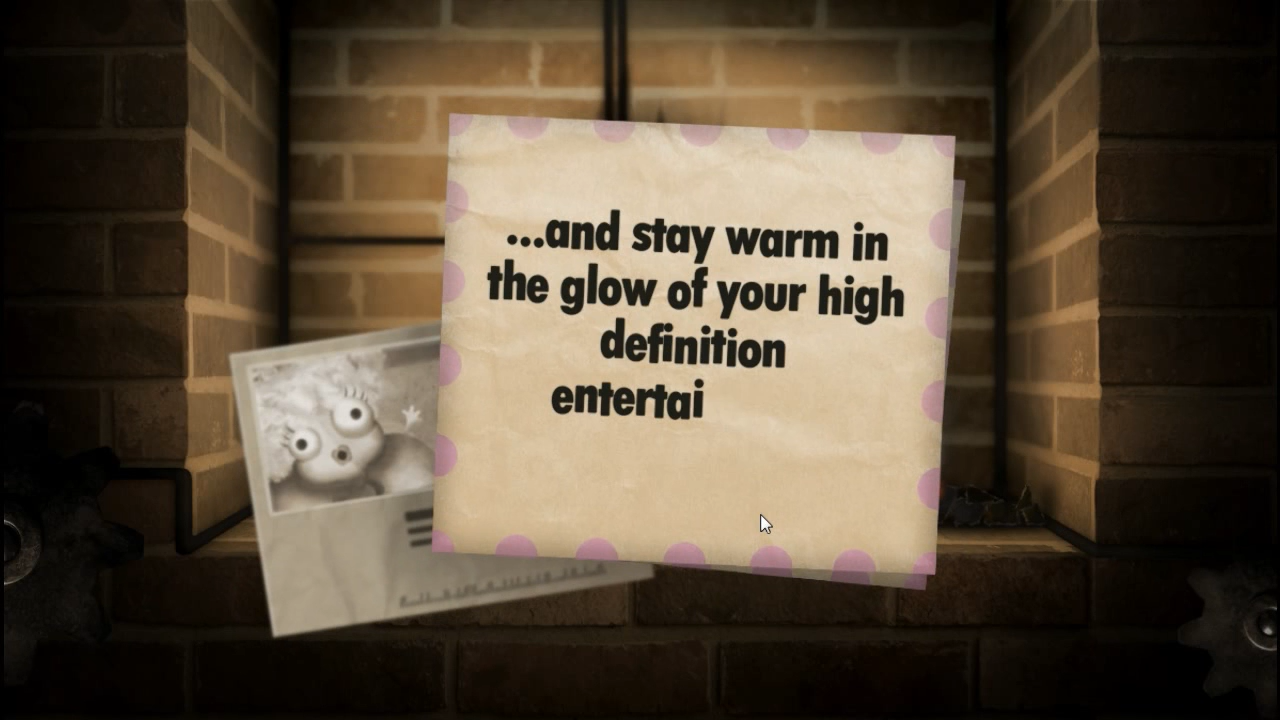 ...and stay warm in
the glow of your high
definition
entertai